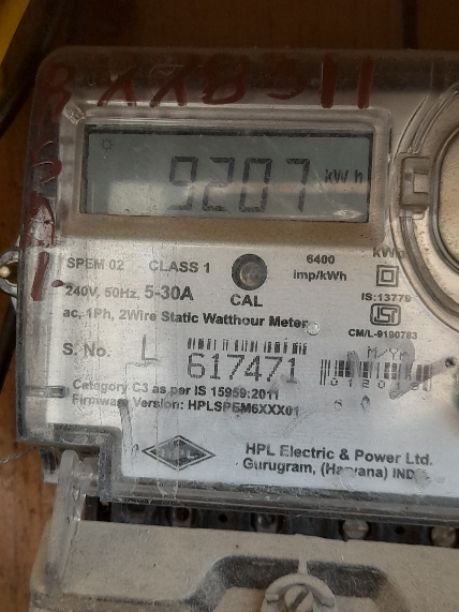 9207 kWh
SPEM 02 CLASS 1 6400 imp/kWh
240V, 50Hz, 5-30A CAL IS:13779
ac, 1Ph, 2Wire Static Watthour Meter
CM/L-9190783
S. No. L 617471 M/Yr
Category C3 as per IS 15959:2011
Firmware Version: HPLSPEM6XXX01
HPL
HPL Electric & Power Ltd.
Gurugram, (Haryana)